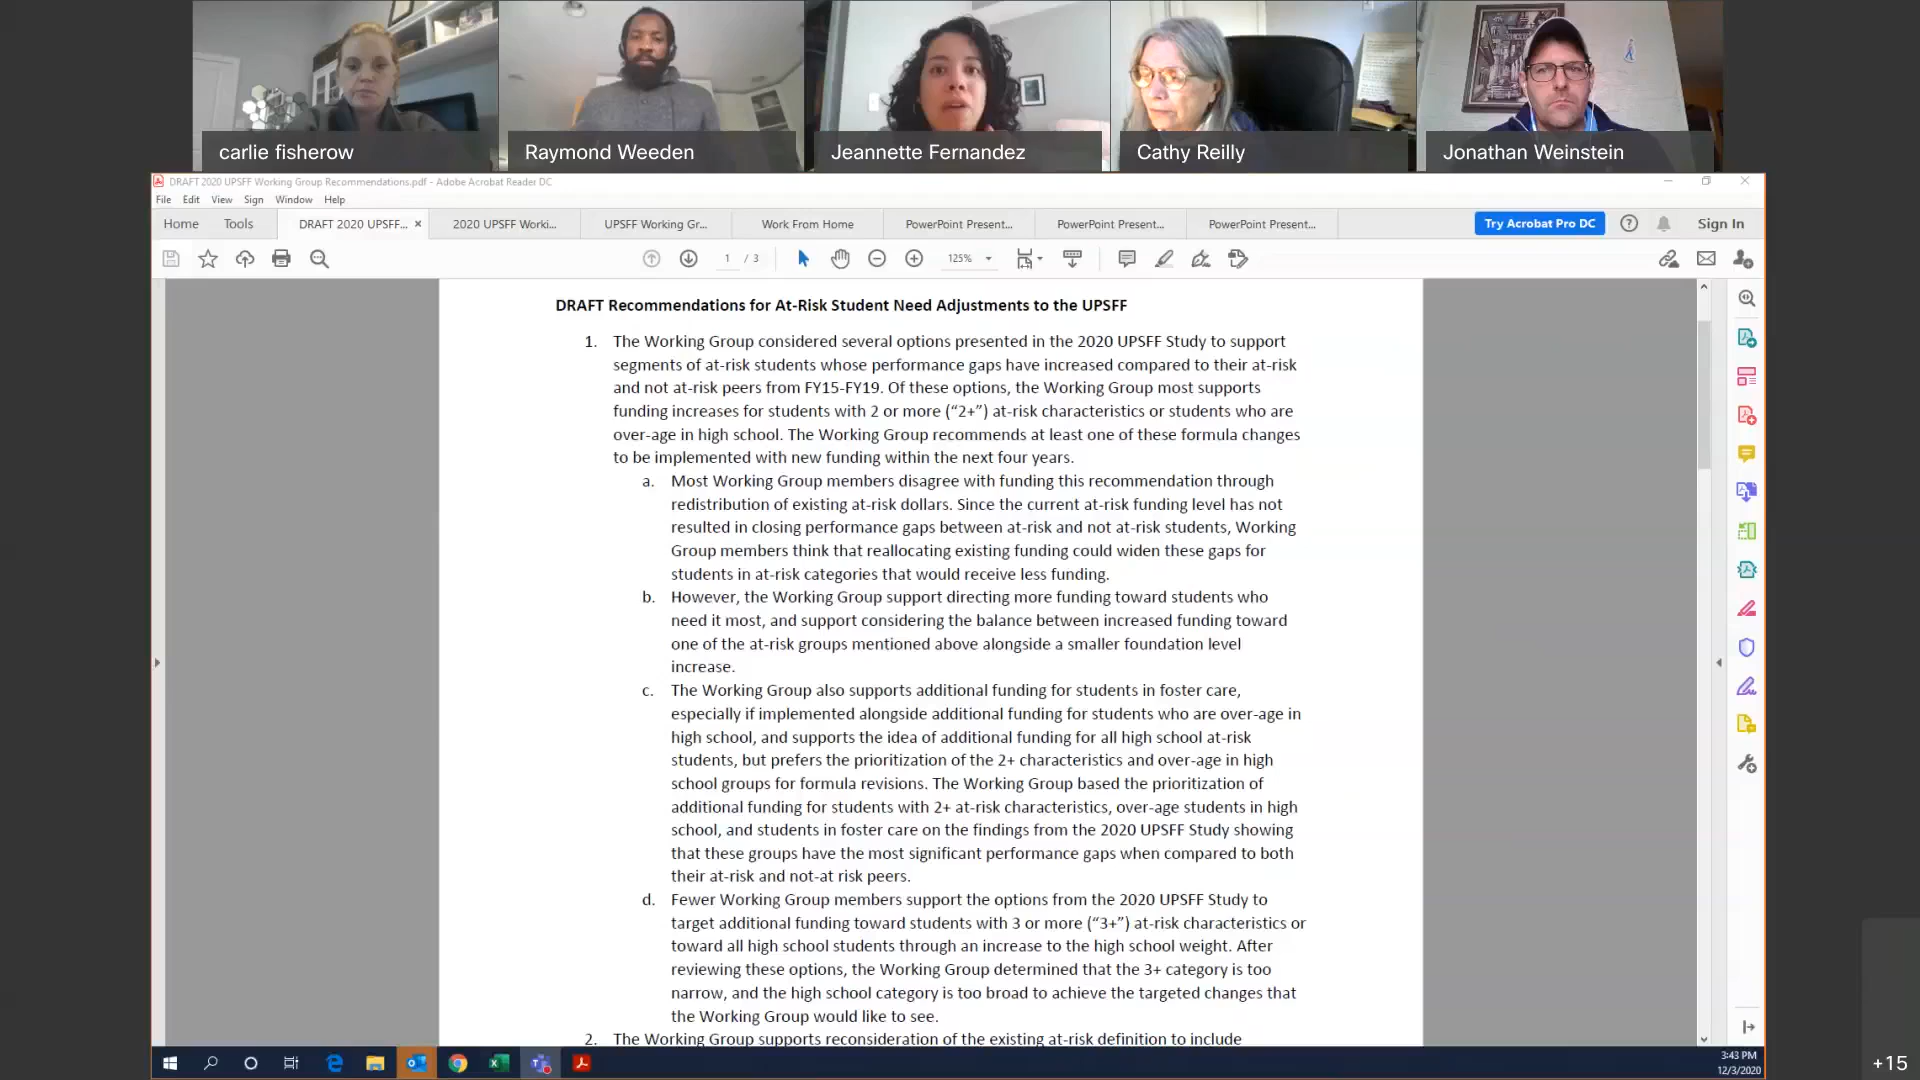 carlie fisherow
Raymond Weeden
Jeannette Fernandez
Cathy Reilly
Jonathan Weinstein
DRAFT 2020 UPSFF Working Group Recommendations.pdf - Adobe Acrobat Reader DC
File Edit View Sign Window Help
Home Tools DRAFT 2020 UPSFF... × 2020 UPSFF Worki... UPSFF Working Gr... Work From Home PowerPoint Present... PowerPoint Present... PowerPoint Present... Try Acrobat Pro DC Sign In
1 / 3 125%
DRAFT Recommendations for At-Risk Student Need Adjustments to the UPSFF
1. The Working Group considered several options presented in the 2020 UPSFF Study to support
segments of at-risk students whose performance gaps have increased compared to their at-risk
and not at-risk peers from FY15-FY19. Of these options, the Working Group most supports
funding increases for students with 2 or more (“2+”) at-risk characteristics or students who are
over-age in high school. The Working Group recommends at least one of these formula changes
to be implemented with new funding within the next four years.
a. Most Working Group members disagree with funding this recommendation through
redistribution of existing at-risk dollars. Since the current at-risk funding level has not
resulted in closing performance gaps between at-risk and not at-risk students, Working
Group members think that reallocating existing funding could widen these gaps for
students in at-risk categories that would receive less funding.
b. However, the Working Group support directing more funding toward students who
need it most, and support considering the balance between increased funding toward
one of the at-risk groups mentioned above alongside a smaller foundation level
increase.
c. The Working Group also supports additional funding for students in foster care,
especially if implemented alongside additional funding for students who are over-age in
high school, and supports the idea of additional funding for all high school at-risk
students, but prefers the prioritization of the 2+ characteristics and over-age in high
school groups for formula revisions. The Working Group based the prioritization of
additional funding for students with 2+ at-risk characteristics, over-age students in high
school, and students in foster care on the findings from the 2020 UPSFF Study showing
that these groups have the most significant performance gaps when compared to both
their at-risk and not-at risk peers.
d. Fewer Working Group members support the options from the 2020 UPSFF Study to
target additional funding toward students with 3 or more (“3+”) at-risk characteristics or
toward all high school students through an increase to the high school weight. After
reviewing these options, the Working Group determined that the 3+ category is too
narrow, and the high school category is too broad to achieve the targeted changes that
the Working Group would like to see.
2. The Working Group supports reconsideration of the existing at-risk definition to include
3:43 PM
12/3/2020
+15